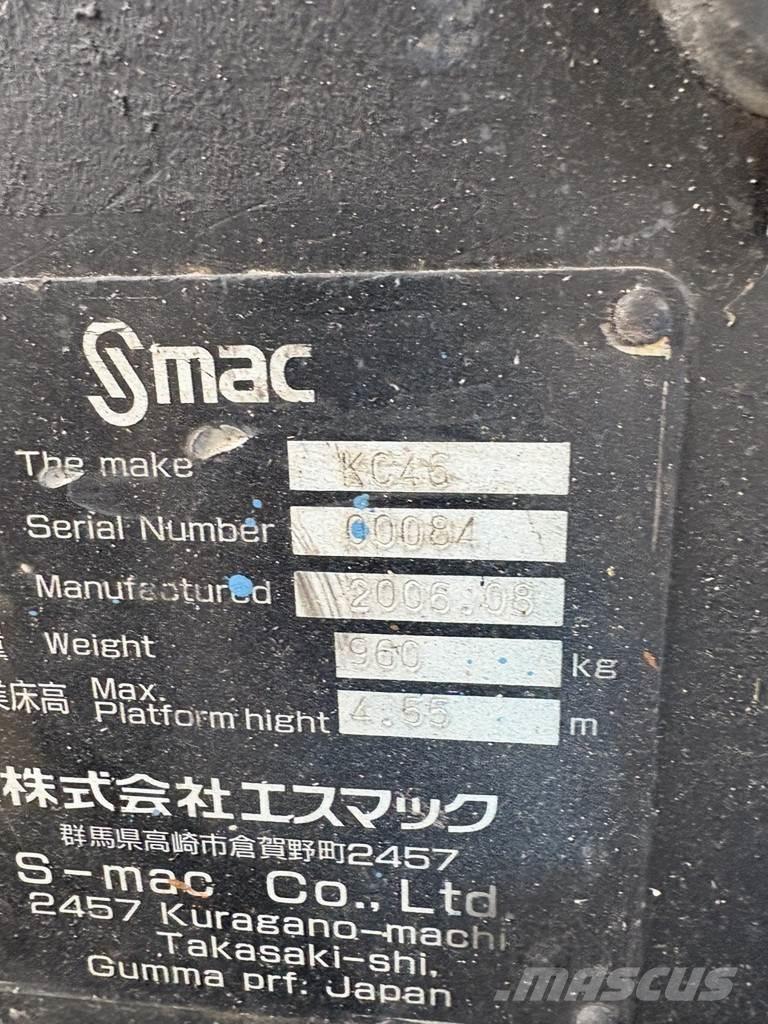 Smac
The make KC46
Serial Number 00084
Manufactured 2006.08
Weight 960 kg
床高 Max. Platform hight 4.55 m
株式会社エスマック
群馬県高崎市倉賀野町2457
S-mac Co., Ltd.
2457 Kuragano-machi
Takasaki-shi,
Gumma prf: Japan
MASCUS